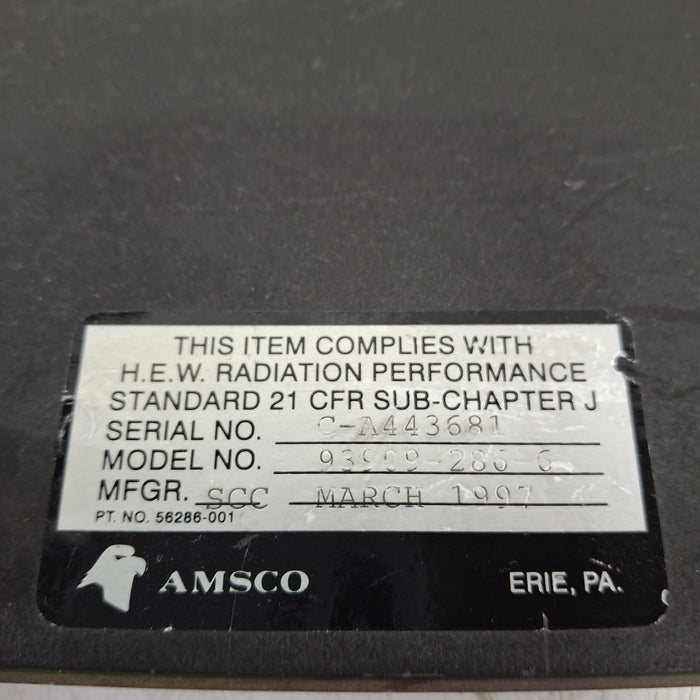 THIS ITEM COMPLIES WITH
H.E.W. RADIATION PERFORMANCE
STANDARD 21 CFR SUB-CHAPTER J
SERIAL NO. C-A443681
MODEL NO. 93909-286-6
MFGR. SCC MARCH 1997
PT. NO. 56286-001
AMSCO ERIE, PA.